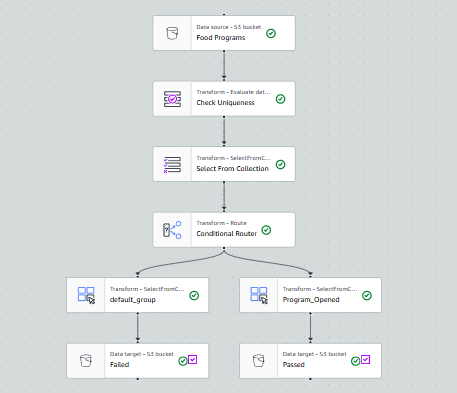 Data source - S3 bucket
Food Programs
Transform - Evaluate dat...
Check Uniqueness
Transform - SelectFromC...
Select From Collection
Transform - Route
Conditional Router
Transform - SelectFromC...
default_group
Transform - SelectFromC...
Program_Opened
Data target - S3 bucket
Failed
Data target - S3 bucket
Passed